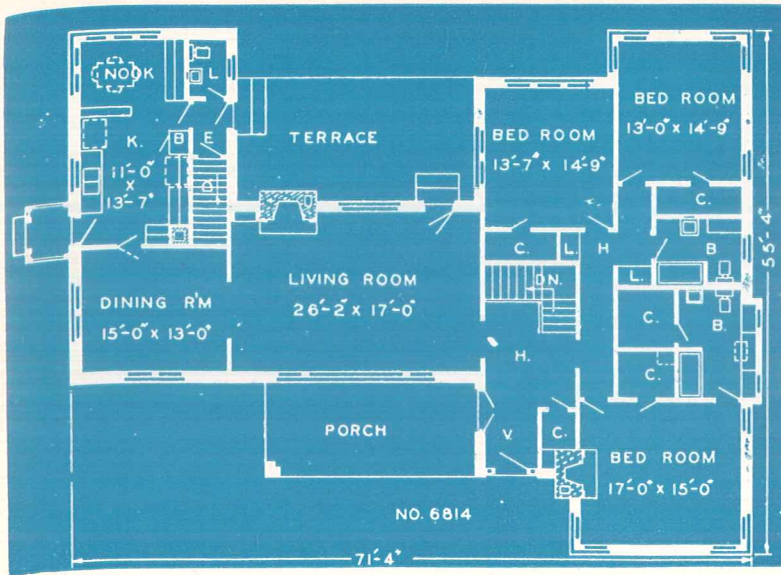 NOOK
L
K.
B
E
11'-0"
x
13'-7"
D
TERRACE
BED ROOM
13'-7" x 14'-9"
BED ROOM
13'-0" x 14'-9"
C.
C.
L.
H
B
L
DINING R'M
15'-0" x 13'-0"
LIVING ROOM
26'-2" x 17'-0"
DN.
C.
B.
H.
C.
PORCH
V.
C.
BED ROOM
17'-0" x 15'-0"
55'-4"
NO. 6814
71'-4"